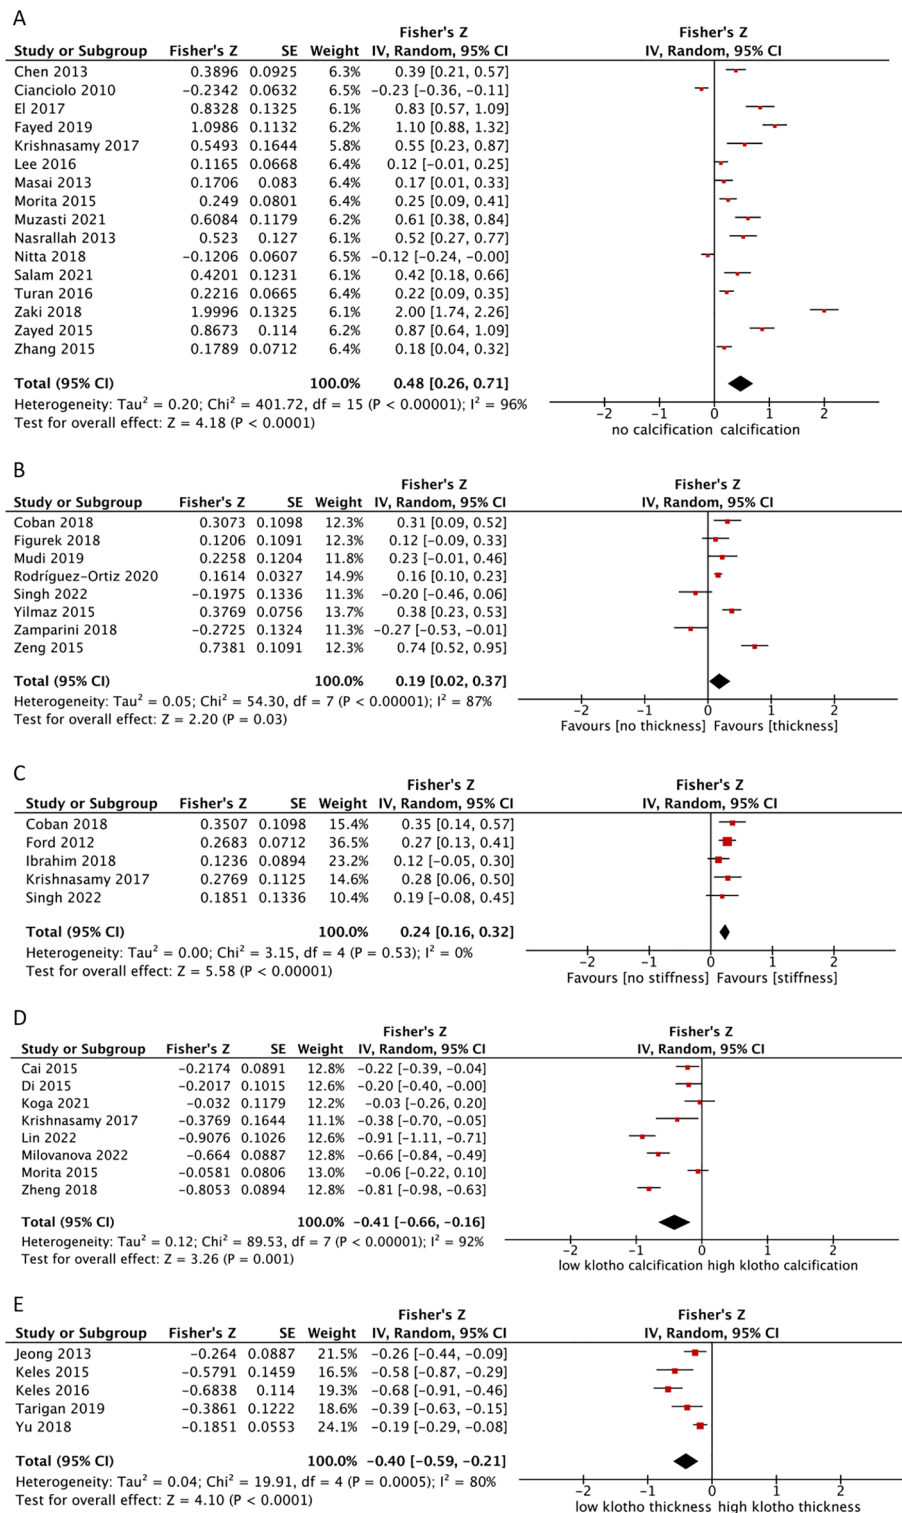 A
Fisher's Z Fisher's Z
Study or Subgroup Fisher's Z SE Weight IV, Random, 95% CI IV, Random, 95% CI
Chen 2013 0.3896 0.0925 6.3% 0.39 [0.21, 0.57]
Cianciolo 2010 -0.2342 0.0632 6.5% -0.23 [-0.36, -0.11]
El 2017 0.8328 0.1325 6.1% 0.83 [0.57, 1.09]
Fayed 2019 1.0986 0.1132 6.2% 1.10 [0.88, 1.32]
Krishnasamy 2017 0.5493 0.1644 5.8% 0.55 [0.23, 0.87]
Lee 2016 0.1165 0.0668 6.4% 0.12 [-0.01, 0.25]
Masai 2013 0.1706 0.083 6.4% 0.17 [0.01, 0.33]
Morita 2015 0.249 0.0801 6.4% 0.25 [0.09, 0.41]
Muzasti 2021 0.6084 0.1179 6.2% 0.61 [0.38, 0.84]
Nasrallah 2013 0.523 0.127 6.1% 0.52 [0.27, 0.77]
Nitta 2018 -0.1206 0.0607 6.5% -0.12 [-0.24, -0.00]
Salam 2021 0.4201 0.1231 6.1% 0.42 [0.18, 0.66]
Turan 2016 0.2216 0.0665 6.4% 0.22 [0.09, 0.35]
Zaki 2018 1.9996 0.1325 6.1% 2.00 [1.74, 2.26]
Zayed 2015 0.8673 0.114 6.2% 0.87 [0.64, 1.09]
Zhang 2015 0.1789 0.0712 6.4% 0.18 [0.04, 0.32]
Total (95% CI) 100.0% 0.48 [0.26, 0.71]
Heterogeneity: Tau² = 0.20; Chi² = 401.72, df = 15 (P < 0.00001); I² = 96%
Test for overall effect: Z = 4.18 (P < 0.0001)
-2 -1 0 1 2
no calcification calcification
B
Fisher's Z Fisher's Z
Study or Subgroup Fisher's Z SE Weight IV, Random, 95% CI IV, Random, 95% CI
Coban 2018 0.3073 0.1098 12.3% 0.31 [0.09, 0.52]
Figurek 2018 0.1206 0.1091 12.3% 0.12 [-0.09, 0.33]
Mudi 2019 0.2258 0.1204 11.8% 0.23 [-0.01, 0.46]
Rodríguez-Ortiz 2020 0.1614 0.0327 14.9% 0.16 [0.10, 0.23]
Singh 2022 -0.1975 0.1336 11.3% -0.20 [-0.46, 0.06]
Yilmaz 2015 0.3769 0.0756 13.7% 0.38 [0.23, 0.53]
Zamparini 2018 -0.2725 0.1324 11.3% -0.27 [-0.53, -0.01]
Zeng 2015 0.7381 0.1091 12.3% 0.74 [0.52, 0.95]
Total (95% CI) 100.0% 0.19 [0.02, 0.37]
Heterogeneity: Tau² = 0.05; Chi² = 54.30, df = 7 (P < 0.00001); I² = 87%
Test for overall effect: Z = 2.20 (P = 0.03)
-2 -1 0 1 2
Favours [no thickness] Favours [thickness]
C
Fisher's Z Fisher's Z
Study or Subgroup Fisher's Z SE Weight IV, Random, 95% CI IV, Random, 95% CI
Coban 2018 0.3507 0.1098 15.4% 0.35 [0.14, 0.57]
Ford 2012 0.2683 0.0712 36.5% 0.27 [0.13, 0.41]
Ibrahim 2018 0.1236 0.0894 23.2% 0.12 [-0.05, 0.30]
Krishnasamy 2017 0.2769 0.1125 14.6% 0.28 [0.06, 0.50]
Singh 2022 0.1851 0.1336 10.4% 0.19 [-0.08, 0.45]
Total (95% CI) 100.0% 0.24 [0.16, 0.32]
Heterogeneity: Tau² = 0.00; Chi² = 3.15, df = 4 (P = 0.53); I² = 0%
Test for overall effect: Z = 5.58 (P < 0.00001)
-2 -1 0 1 2
Favours [no stiffness] Favours [stiffness]
D
Fisher's Z Fisher's Z
Study or Subgroup Fisher's Z SE Weight IV, Random, 95% CI IV, Random, 95% CI
Cai 2015 -0.2174 0.0891 12.8% -0.22 [-0.39, -0.04]
Di 2015 -0.2017 0.1015 12.6% -0.20 [-0.40, -0.00]
Koga 2021 -0.032 0.1179 12.2% -0.03 [-0.26, 0.20]
Krishnasamy 2017 -0.3769 0.1644 11.1% -0.38 [-0.70, -0.05]
Lin 2022 -0.9076 0.1026 12.6% -0.91 [-1.11, -0.71]
Milovanova 2022 -0.664 0.0887 12.8% -0.66 [-0.84, -0.49]
Morita 2015 -0.0581 0.0806 13.0% -0.06 [-0.22, 0.10]
Zheng 2018 -0.8053 0.0894 12.8% -0.81 [-0.98, -0.63]
Total (95% CI) 100.0% -0.41 [-0.66, -0.16]
Heterogeneity: Tau² = 0.12; Chi² = 89.53, df = 7 (P < 0.00001); I² = 92%
Test for overall effect: Z = 3.26 (P = 0.001)
-2 -1 0 1 2
low klotho calcification high klotho calcification
E
Fisher's Z Fisher's Z
Study or Subgroup Fisher's Z SE Weight IV, Random, 95% CI IV, Random, 95% CI
Jeong 2013 -0.264 0.0887 21.5% -0.26 [-0.44, -0.09]
Keles 2015 -0.5791 0.1459 16.5% -0.58 [-0.87, -0.29]
Keles 2016 -0.6838 0.114 19.3% -0.68 [-0.91, -0.46]
Tarigan 2019 -0.3861 0.1222 18.6% -0.39 [-0.63, -0.15]
Yu 2018 -0.1851 0.0553 24.1% -0.19 [-0.29, -0.08]
Total (95% CI) 100.0% -0.40 [-0.59, -0.21]
Heterogeneity: Tau² = 0.04; Chi² = 19.91, df = 4 (P = 0.0005); I² = 80%
Test for overall effect: Z = 4.10 (P < 0.0001)
-2 -1 0 1 2
low klotho thickness high klotho thickness